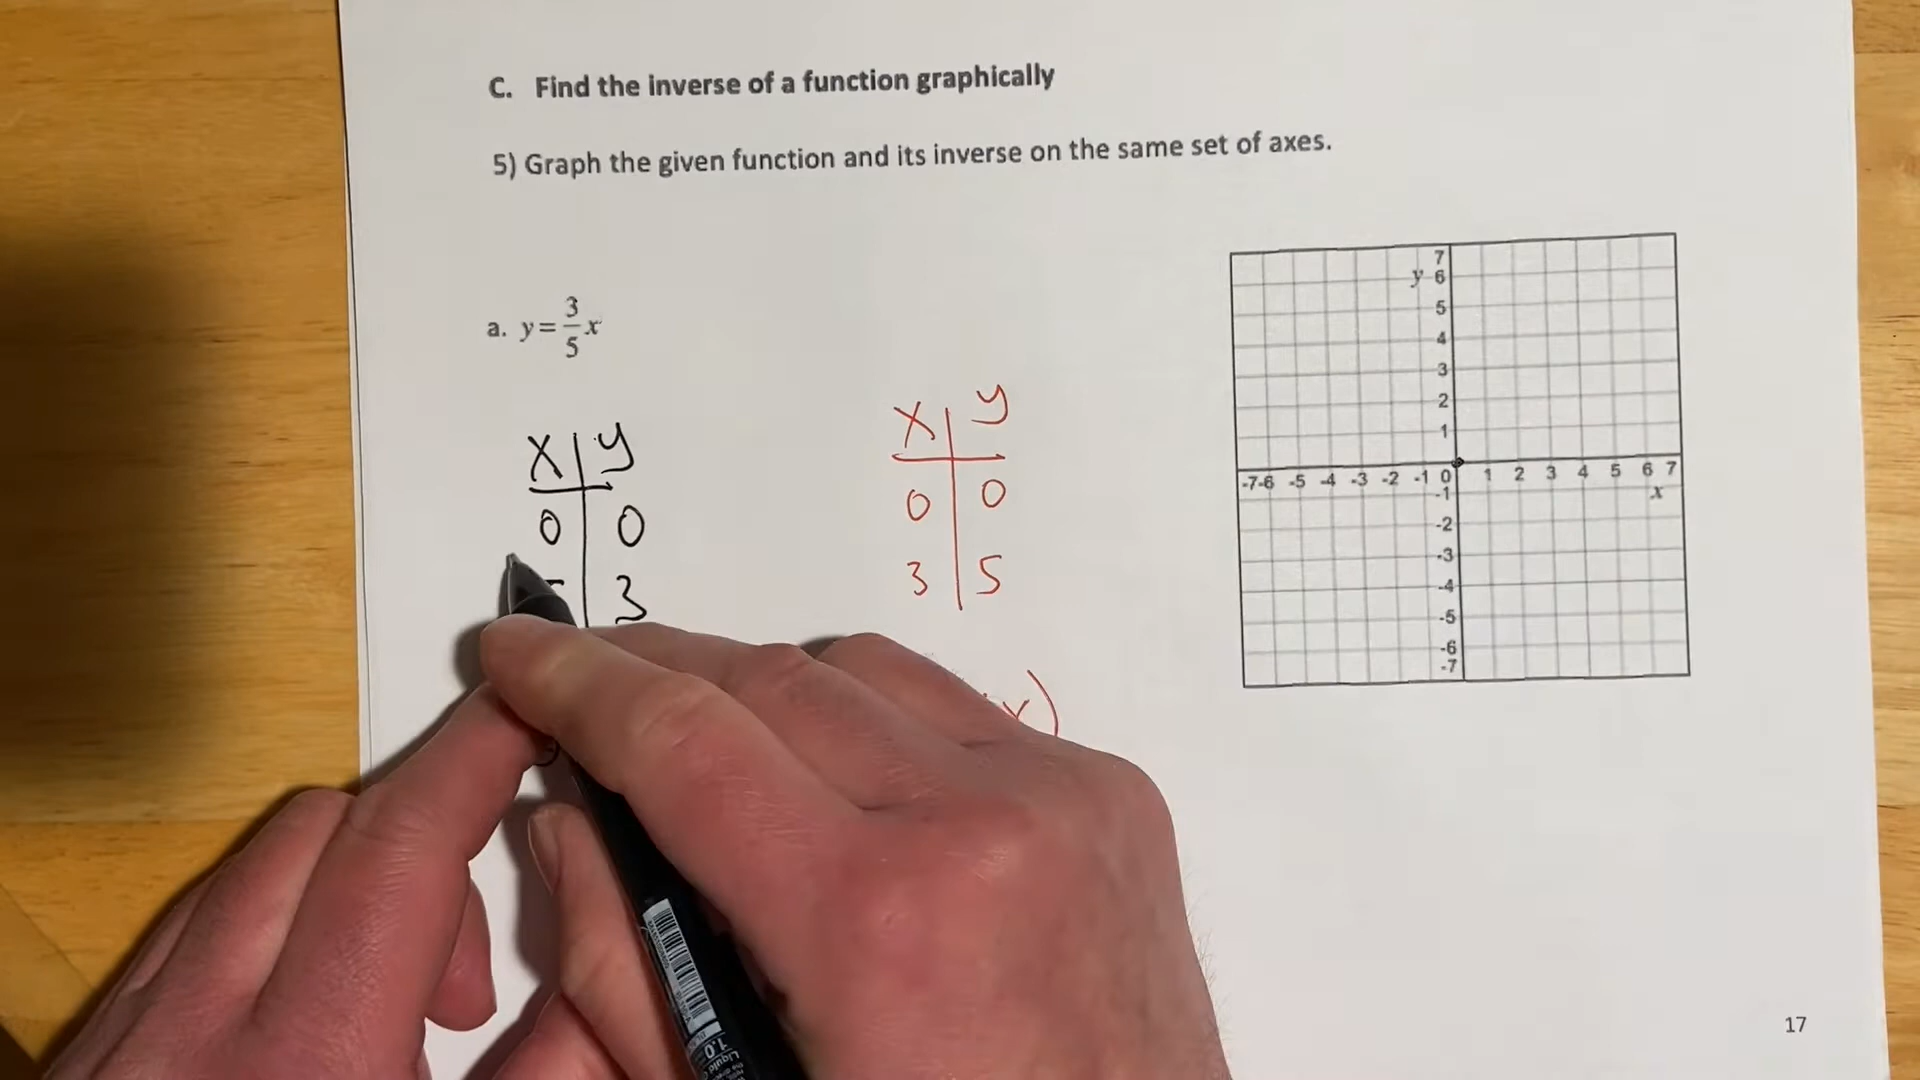 C. Find the inverse of a function graphically
5) Graph the given function and its inverse on the same set of axes.
a. y = 3/5 x
x y
0 0
3
x y
0 0
3 5
x)
7
y 6
5
4
3
2
1
-7 -6 -5 -4 -3 -2 -1 0 1 2 3 4 5 6 7
x
-1
-2
-3
-4
-5
-6
-7
1.0
17